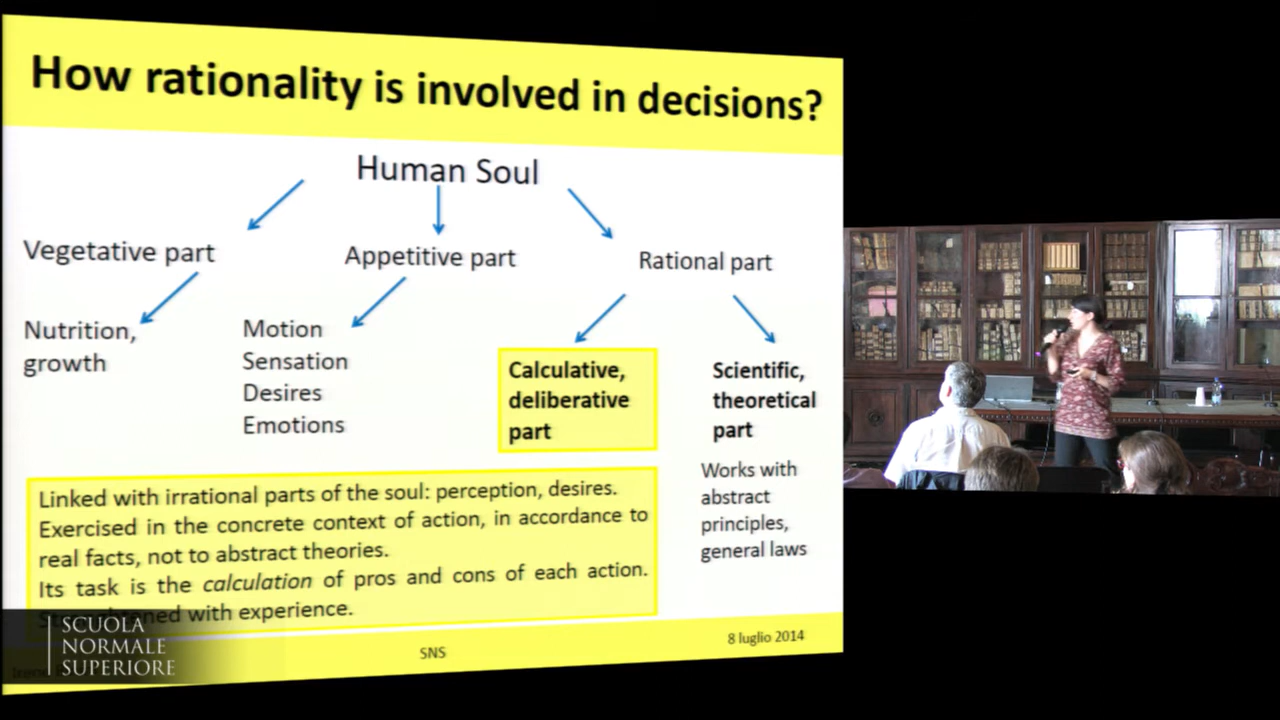 How rationality is involved in decisions?
Human Soul
Vegetative part
Appetitive part
Rational part
Nutrition,
growth
Motion
Sensation
Desires
Emotions
Calculative,
deliberative
part
Scientific,
theoretical
part
Works with
abstract
principles,
general laws
Linked with irrational parts of the soul: perception, desires.
Exercised in the concrete context of action, in accordance to
real facts, not to abstract theories.
Its task is the calculation of pros and cons of each action.
with experience.
SCUOLA
NORMALE
SUPERIORE
SNS
8 luglio 2014